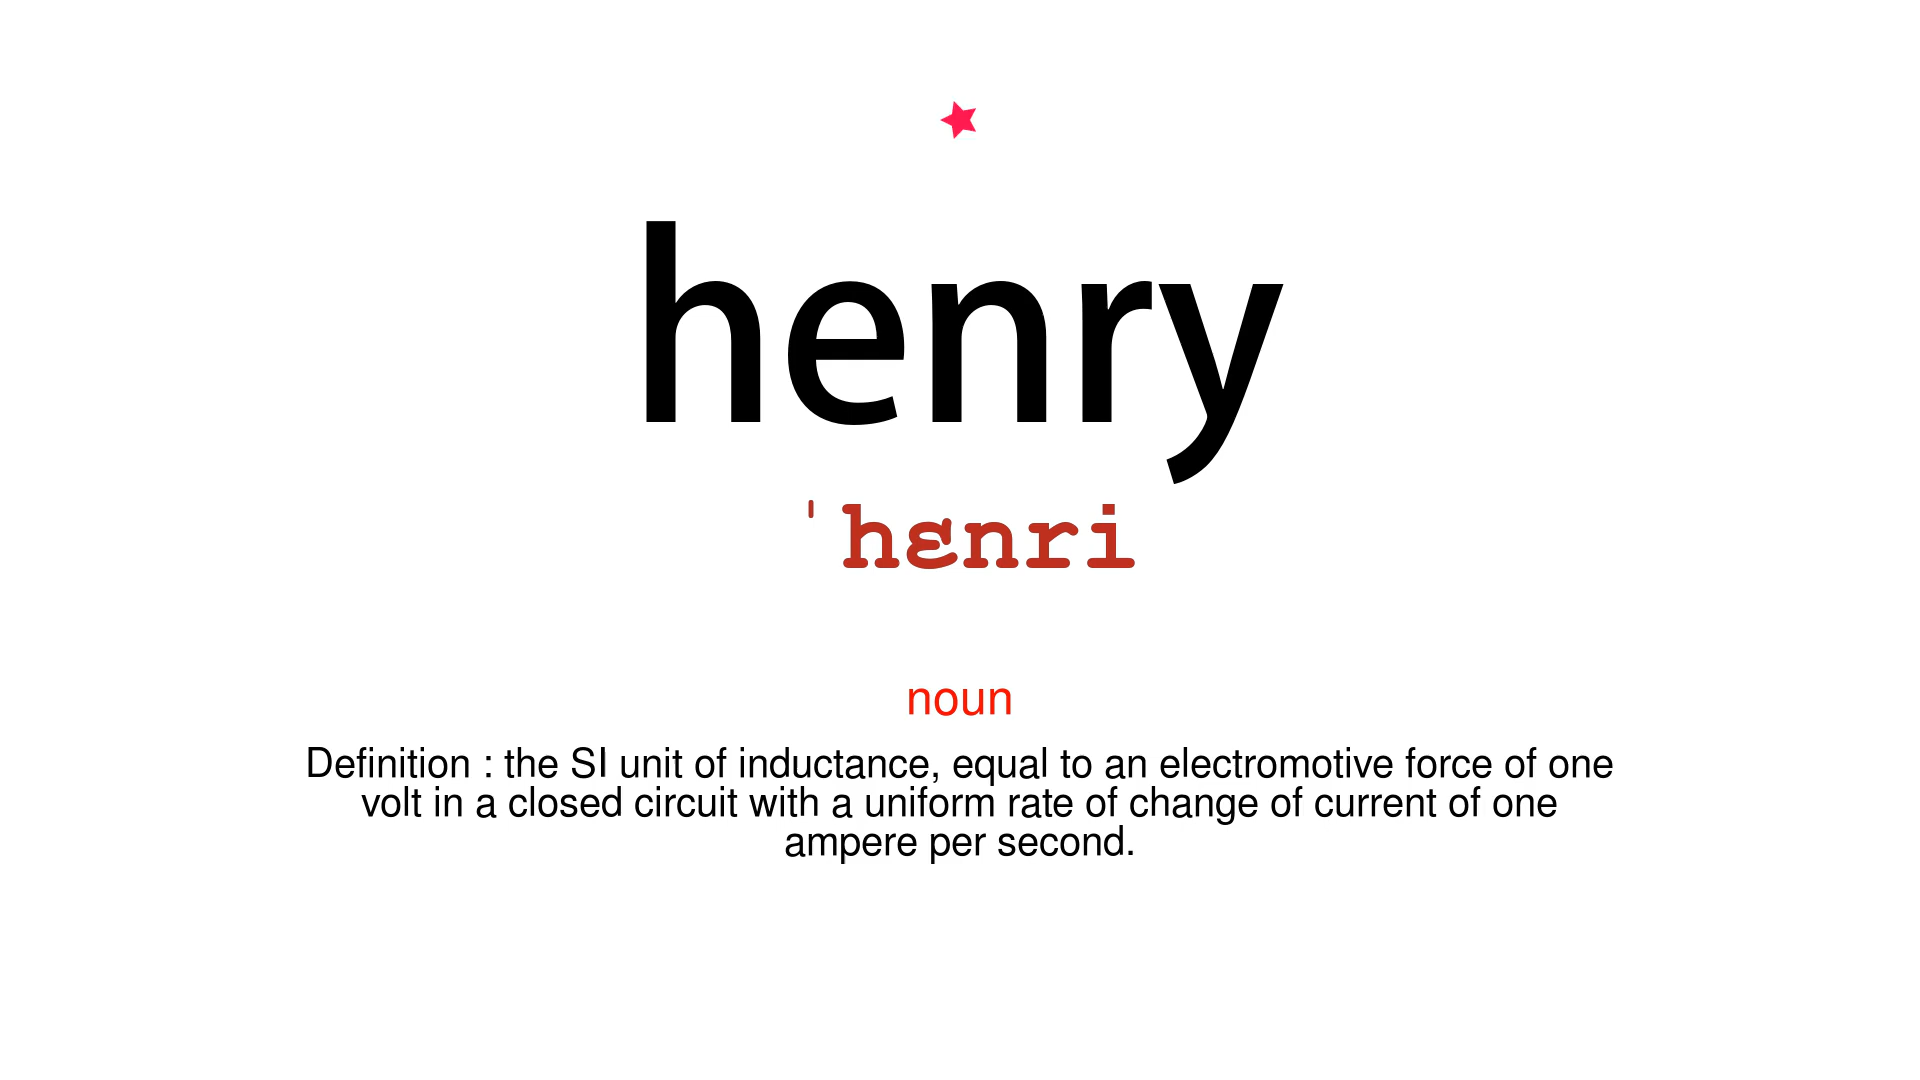 henry
ˈhɛnri
noun
Definition : the SI unit of inductance, equal to an electromotive force of one
volt in a closed circuit with a uniform rate of change of current of one
ampere per second.